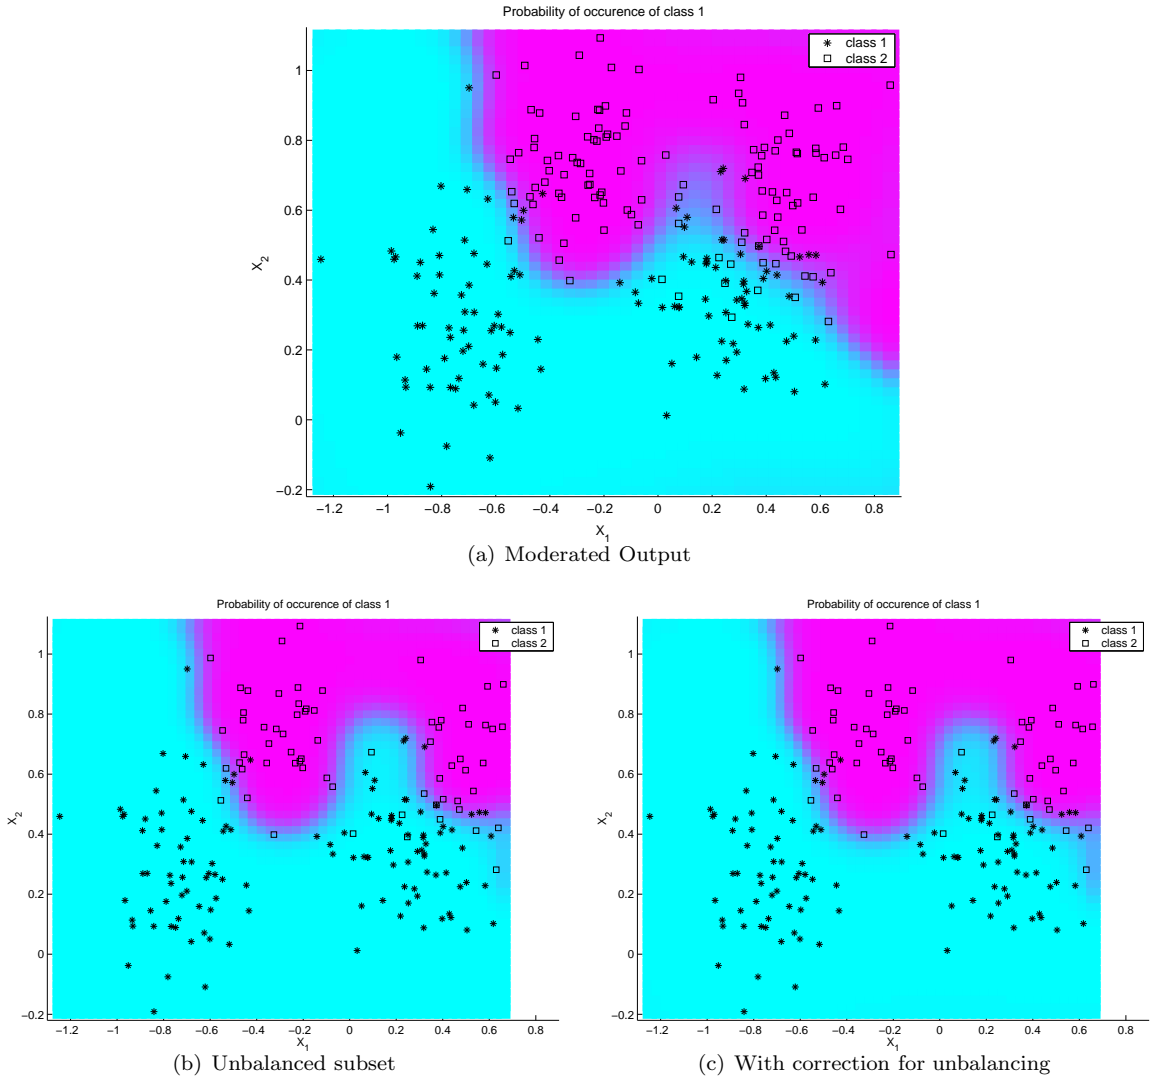 Probability of occurence of class 1
class 1
class 2
1
0.8
0.6
0.4
0.2
0
−0.2
X2
−1.2 −1 −0.8 −0.6 −0.4 −0.2 0 0.2 0.4 0.6 0.8
X1
(a) Moderated Output
Probability of occurence of class 1
class 1
class 2
1
0.8
0.6
0.4
0.2
0
−0.2
X2
−1.2 −1 −0.8 −0.6 −0.4 −0.2 0 0.2 0.4 0.6 0.8
X1
(b) Unbalanced subset
Probability of occurence of class 1
class 1
class 2
1
0.8
0.6
0.4
0.2
0
−0.2
X2
−1.2 −1 −0.8 −0.6 −0.4 −0.2 0 0.2 0.4 0.6 0.8
X1
(c) With correction for unbalancing